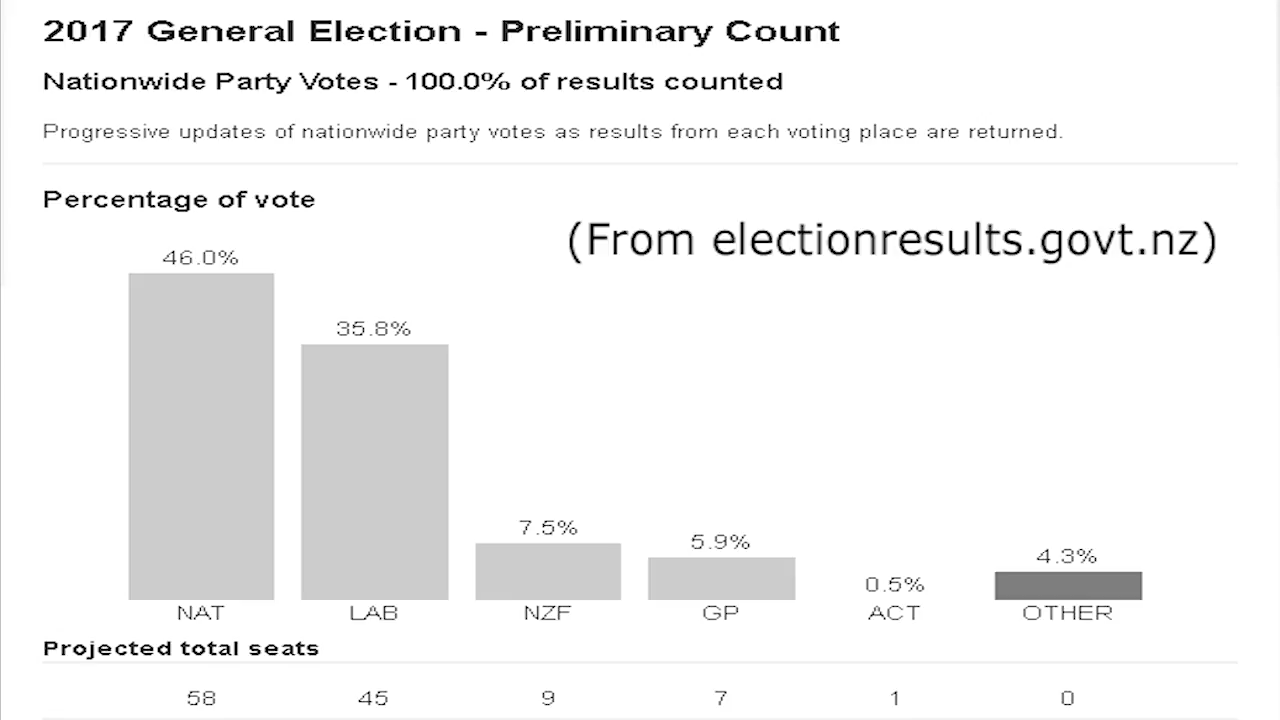 2017 General Election - Preliminary Count
Nationwide Party Votes - 100.0% of results counted
Progressive updates of nationwide party votes as results from each voting place are returned.
Percentage of vote
(From electionresults.govt.nz)
46.0%
35.8%
7.5%
5.9%
0.5%
4.3%
NAT LAB NZF GP ACT OTHER
Projected total seats
58 45 9 7 1 0